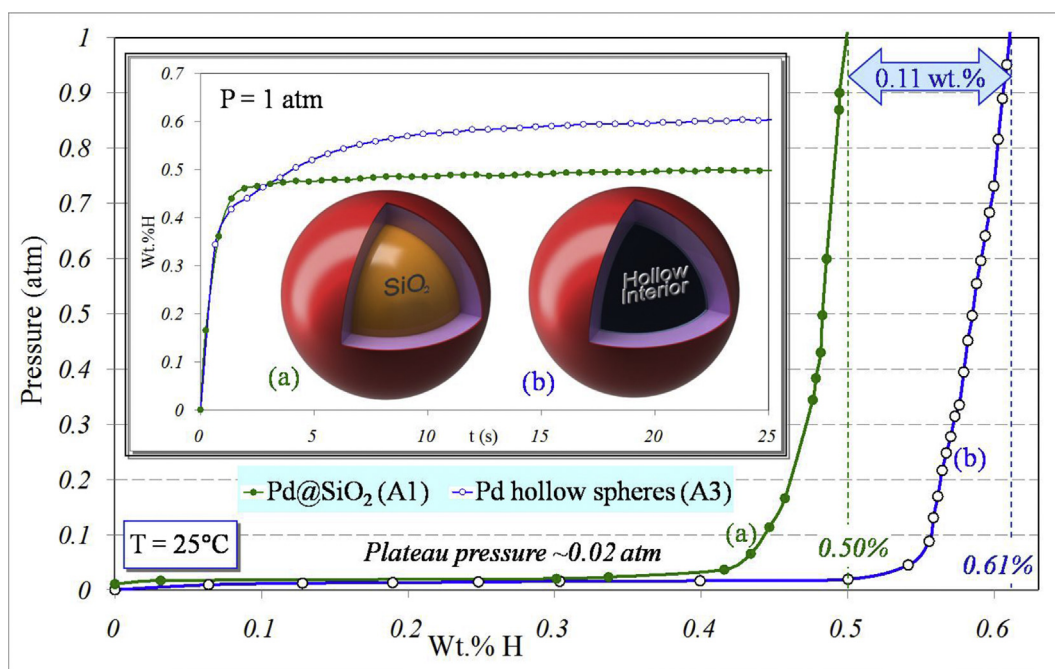 1
0.9
0.8
0.7
0.6
0.5
0.4
0.3
0.2
0.1
0
Pressure (atm)
0
0.1
0.2
0.3
0.4
0.5
0.6
Wt.% H
0.11 wt.%
0.7
0.6
0.5
0.4
0.3
0.2
0.1
0
Wt.%H
P = 1 atm
SiO₂
Hollow
Interior
(a)
(b)
0
5
10
t (s)
15
20
25
Pd@SiO₂ (A1)
Pd hollow spheres (A3)
T = 25°C
Plateau pressure ~0.02 atm
(a)
(b)
0.50%
0.61%